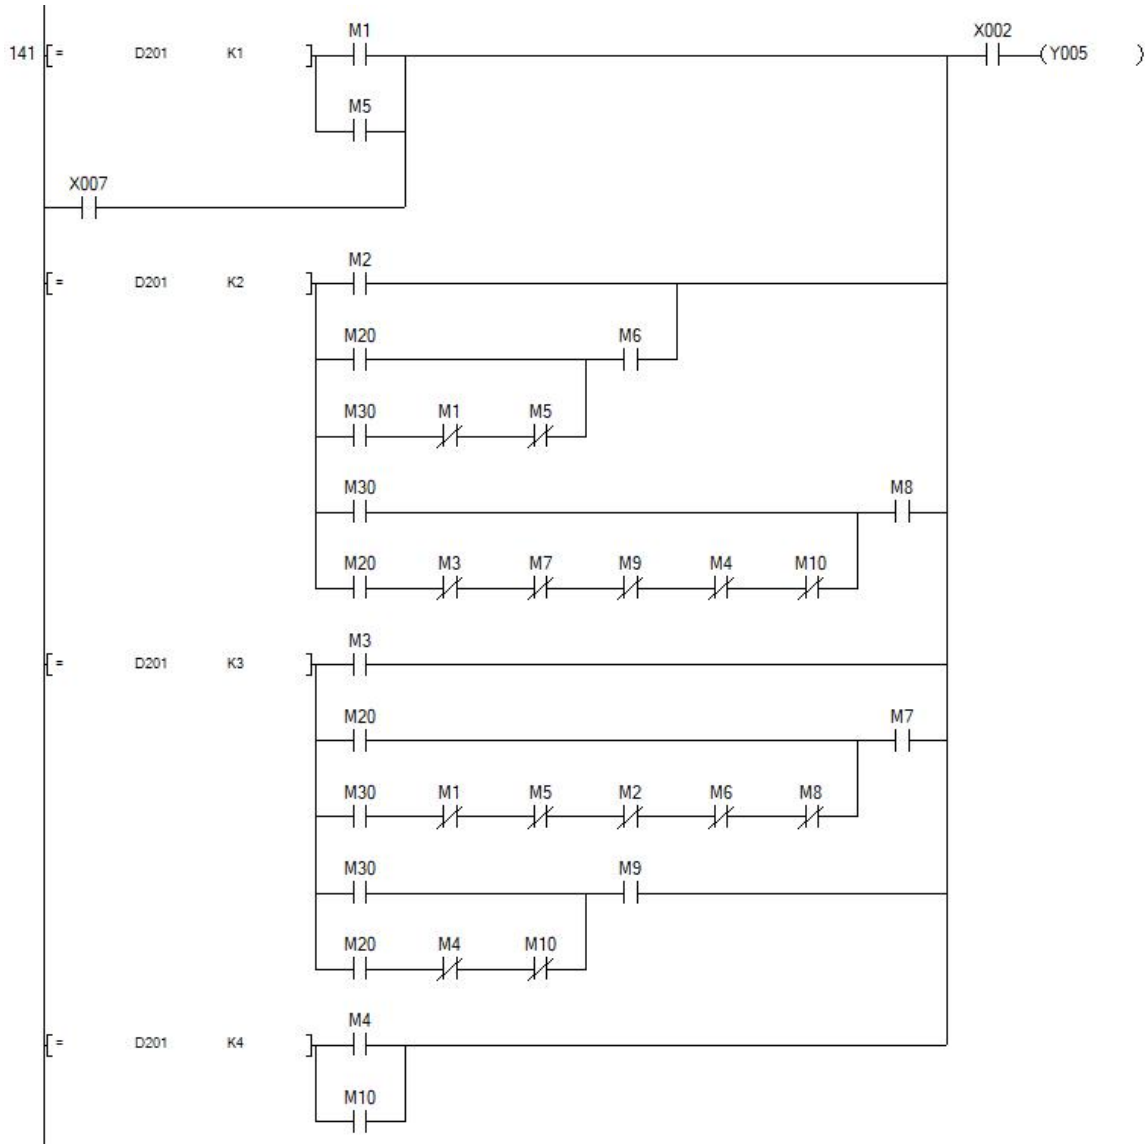 M1 X002
141 [= D201 K1 ] (Y005 )
M5
X007
M2
[= D201 K2 ]
M20 M6
M30 M1 M5
M30 M8
M20 M3 M7 M9 M4 M10
M3
[= D201 K3 ]
M20 M7
M30 M1 M5 M2 M6 M8
M30 M9
M20 M4 M10
M4
[= D201 K4 ]
M10